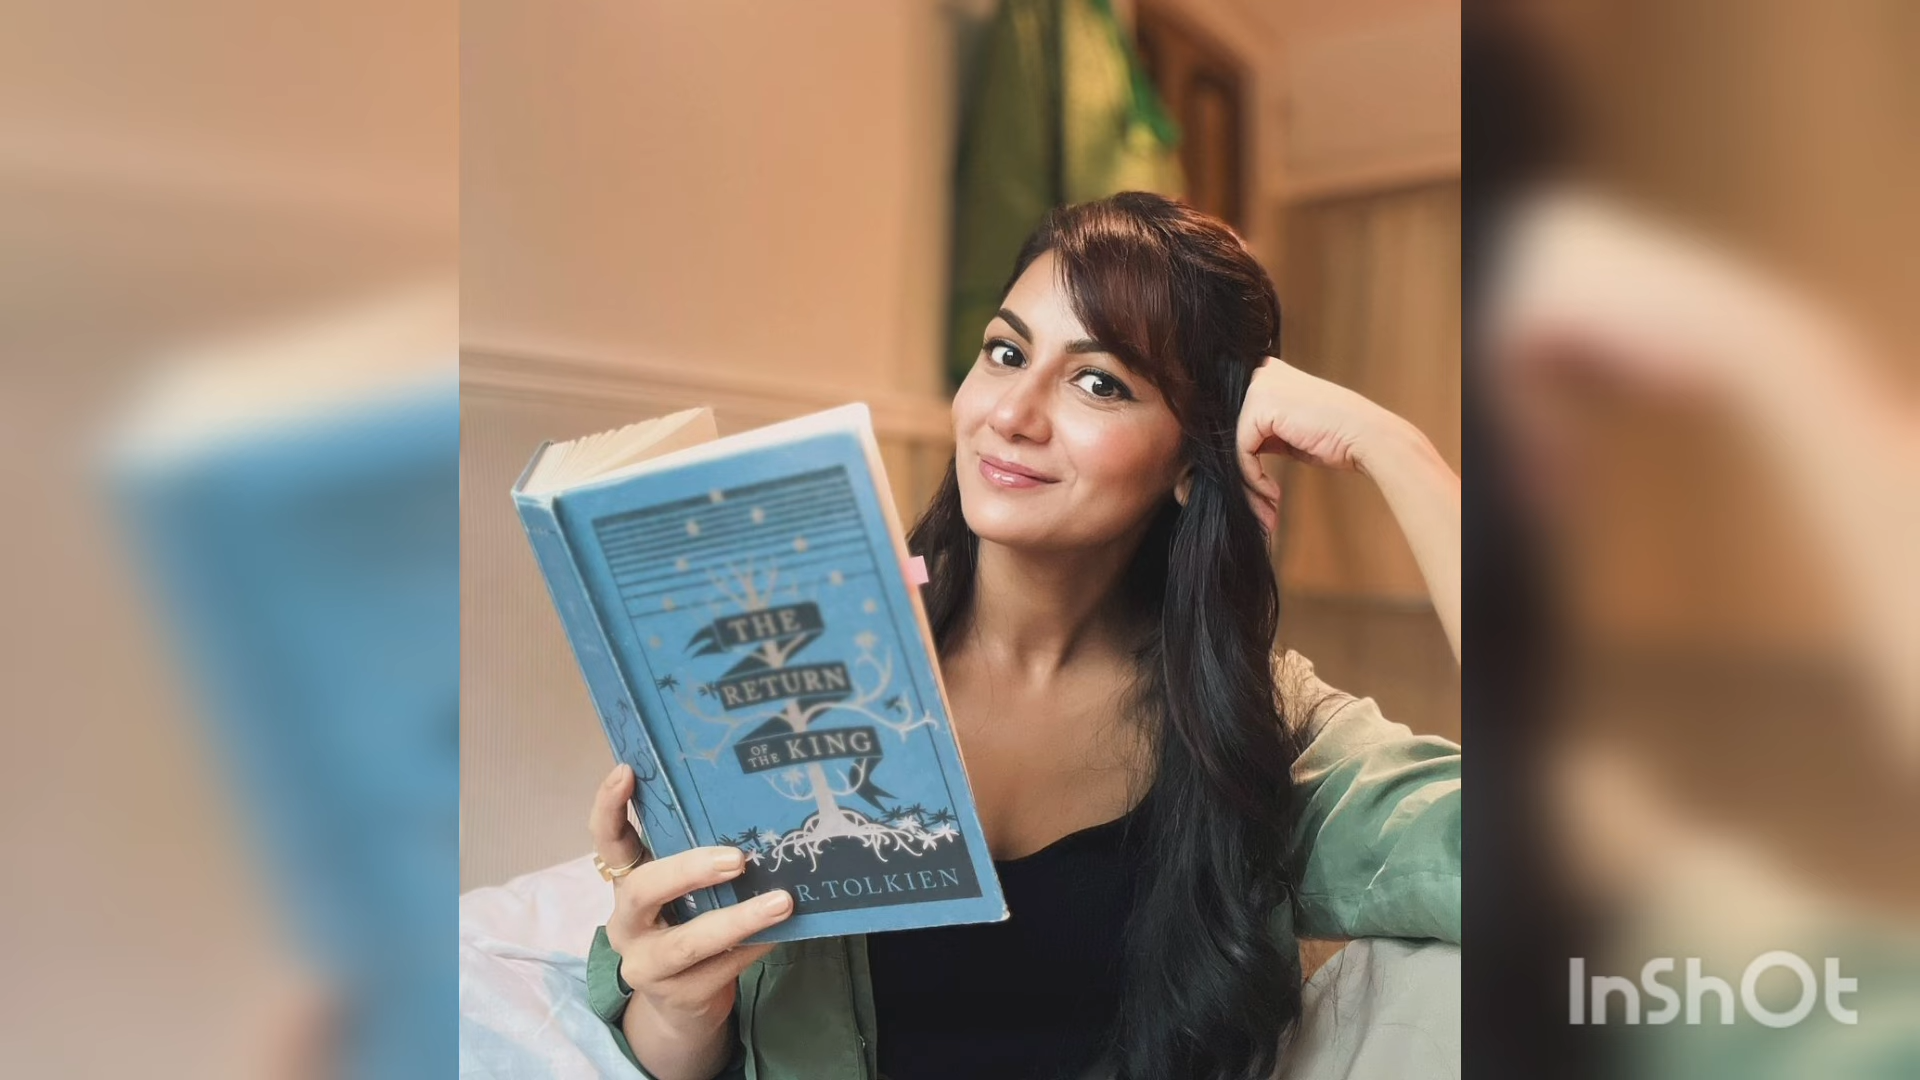 THE
RETURN
OF THE KING
R. TOLKIEN
InShOt